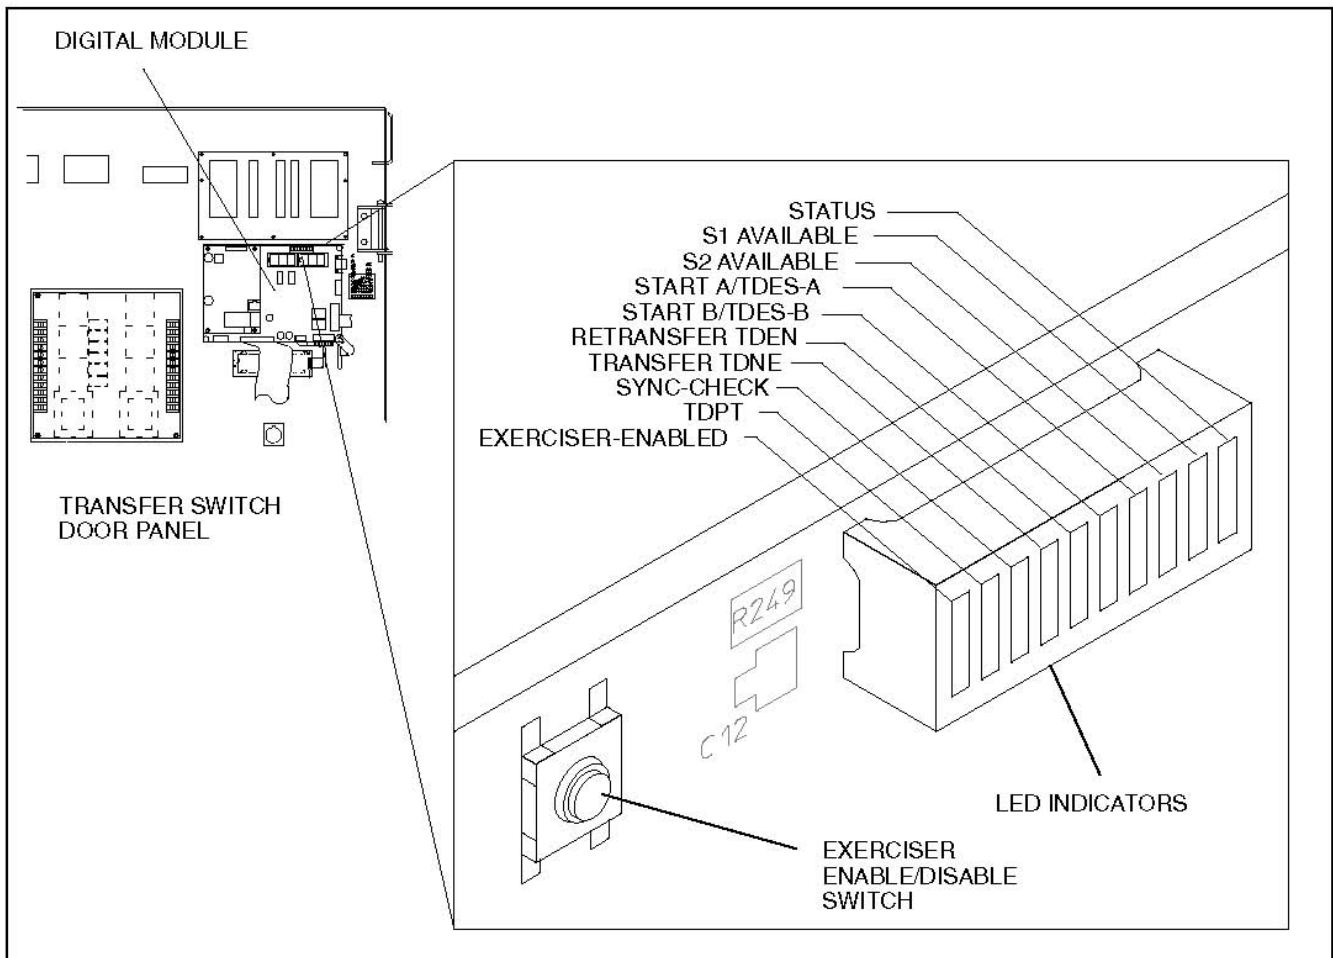 DIGITAL MODULE
STATUS
S1 AVAILABLE
S2 AVAILABLE
START A/TDES-A
START B/TDES-B
RETRANSFER TDEN
TRANSFER TDNE
SYNC-CHECK
TDPT
EXERCISER-ENABLED
TRANSFER SWITCH
DOOR PANEL
R249
C12
LED INDICATORS
EXERCISER
ENABLE/DISABLE
SWITCH